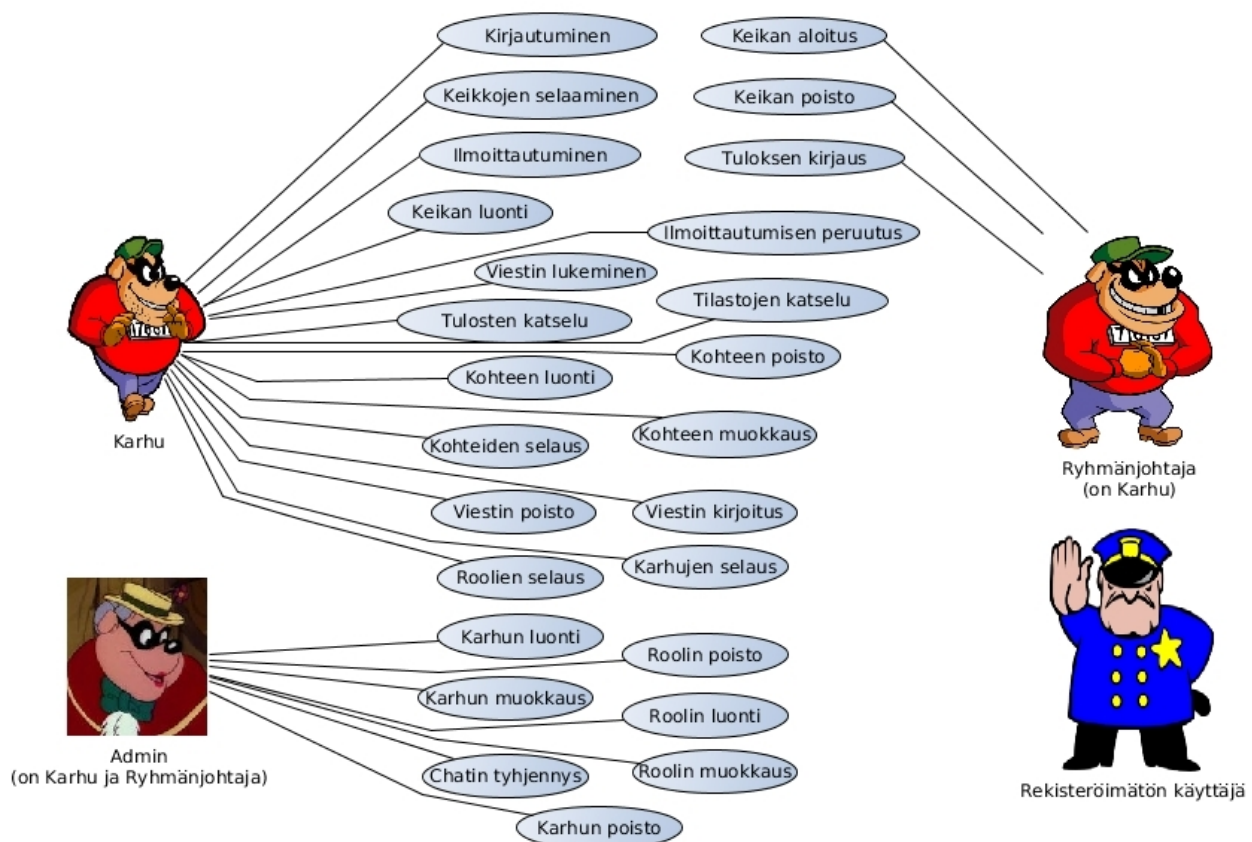 Kirjautuminen
Keikan aloitus
Keikkojen selaaminen
Keikan poisto
Ilmoittautuminen
Tuloksen kirjaus
Keikan luonti
Ilmoittautumisen peruutus
Viestin lukeminen
Tilastojen katselu
Tulosten katselu
Kohteen poisto
Kohteen luonti
Karhu
Kohteen muokkaus
Kohteiden selaus
Ryhmänjohtaja
(on Karhu)
Viestin poisto
Viestin kirjoitus
Karhujen selaus
Roolien selaus
Karhun luonti
Roolin poisto
Karhun muokkaus
Roolin luonti
Admin
(on Karhu ja Ryhmänjohtaja)
Chatin tyhjennys
Roolin muokkaus
Rekisteröimätön käyttäjä
Karhun poisto